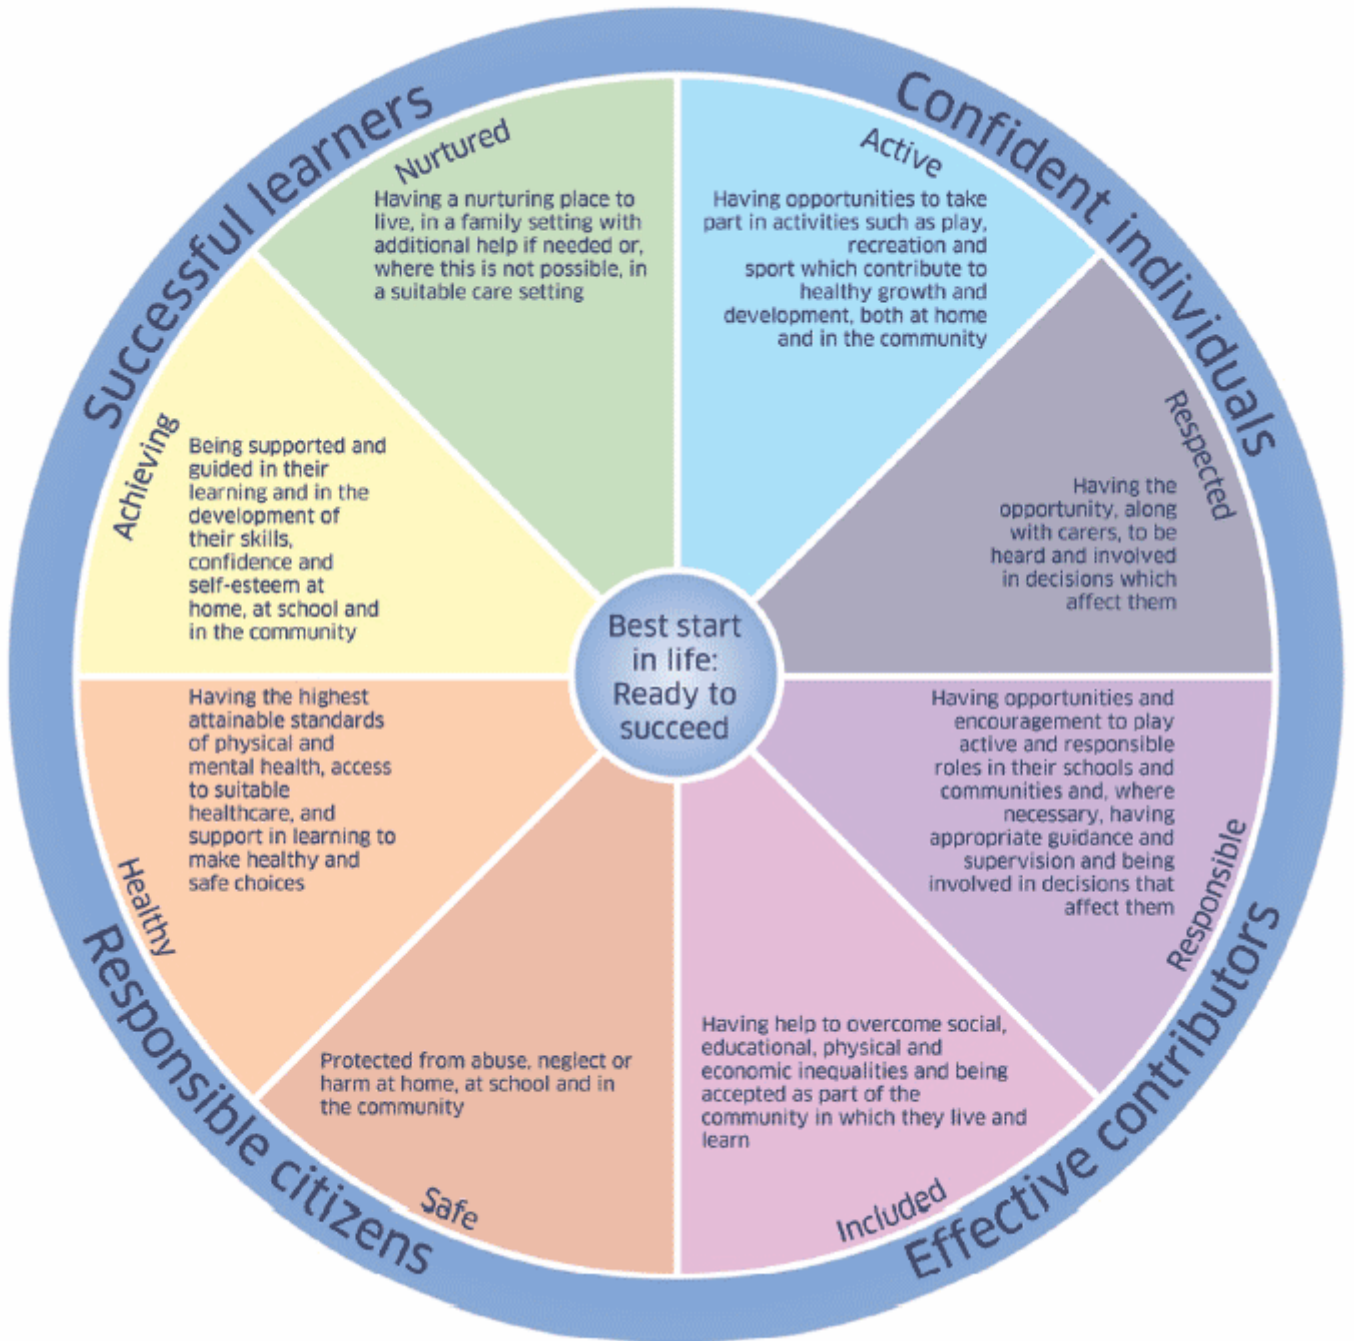 Successful learners
Confident individuals
Nurtured
Having a nurturing place to
live, in a family setting with
additional help if needed or,
where this is not possible, in
a suitable care setting
Active
Having opportunities to take
part in activities such as play,
recreation and
sport which contribute to
healthy growth and
development, both at home
and in the community
Achieving
Being supported and
guided in their
learning and in the
development of
their skills,
confidence and
self-esteem at
home, at school and
in the community
Respected
Having the
opportunity, along
with carers, to be
heard and involved
in decisions which
affect them
Best start
in life:
Ready to
succeed
Having the highest
attainable standards
of physical and
mental health, access
to suitable
healthcare, and
support in learning to
make healthy and
safe choices
Healthy
Having opportunities and
encouragement to play
active and responsible
roles in their schools and
communities and, where
necessary, having
appropriate guidance and
supervision and being
involved in decisions that
affect them
Responsible
Protected from abuse, neglect or
harm at home, at school and in
the community
Safe
Having help to overcome social,
educational, physical and
economic inequalities and being
accepted as part of the
community in which they live and
learn
Included
Responsible citizens
Effective contributors